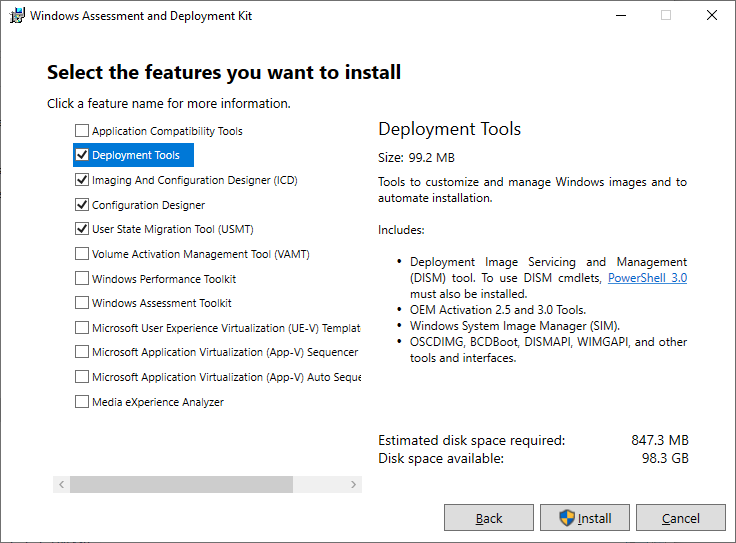 Windows Assessment and Deployment Kit
Select the features you want to install
Click a feature name for more information.
Application Compatibility Tools
Deployment Tools
Imaging And Configuration Designer (ICD)
Configuration Designer
User State Migration Tool (USMT)
Volume Activation Management Tool (VAMT)
Windows Performance Toolkit
Windows Assessment Toolkit
Microsoft User Experience Virtualization (UE-V) Templat
Microsoft Application Virtualization (App-V) Sequencer
Microsoft Application Virtualization (App-V) Auto Seque
Media eXperience Analyzer
Deployment Tools
Size: 99.2 MB
Tools to customize and manage Windows images and to
automate installation.
Includes:
• Deployment Image Servicing and Management
(DISM) tool. To use DISM cmdlets, PowerShell 3.0
must also be installed.
• OEM Activation 2.5 and 3.0 Tools.
• Windows System Image Manager (SIM).
• OSCDIMG, BCDBoot, DISMAPI, WIMGAPI, and other
tools and interfaces.
Estimated disk space required: 847.3 MB
Disk space available: 98.3 GB
Back Install Cancel